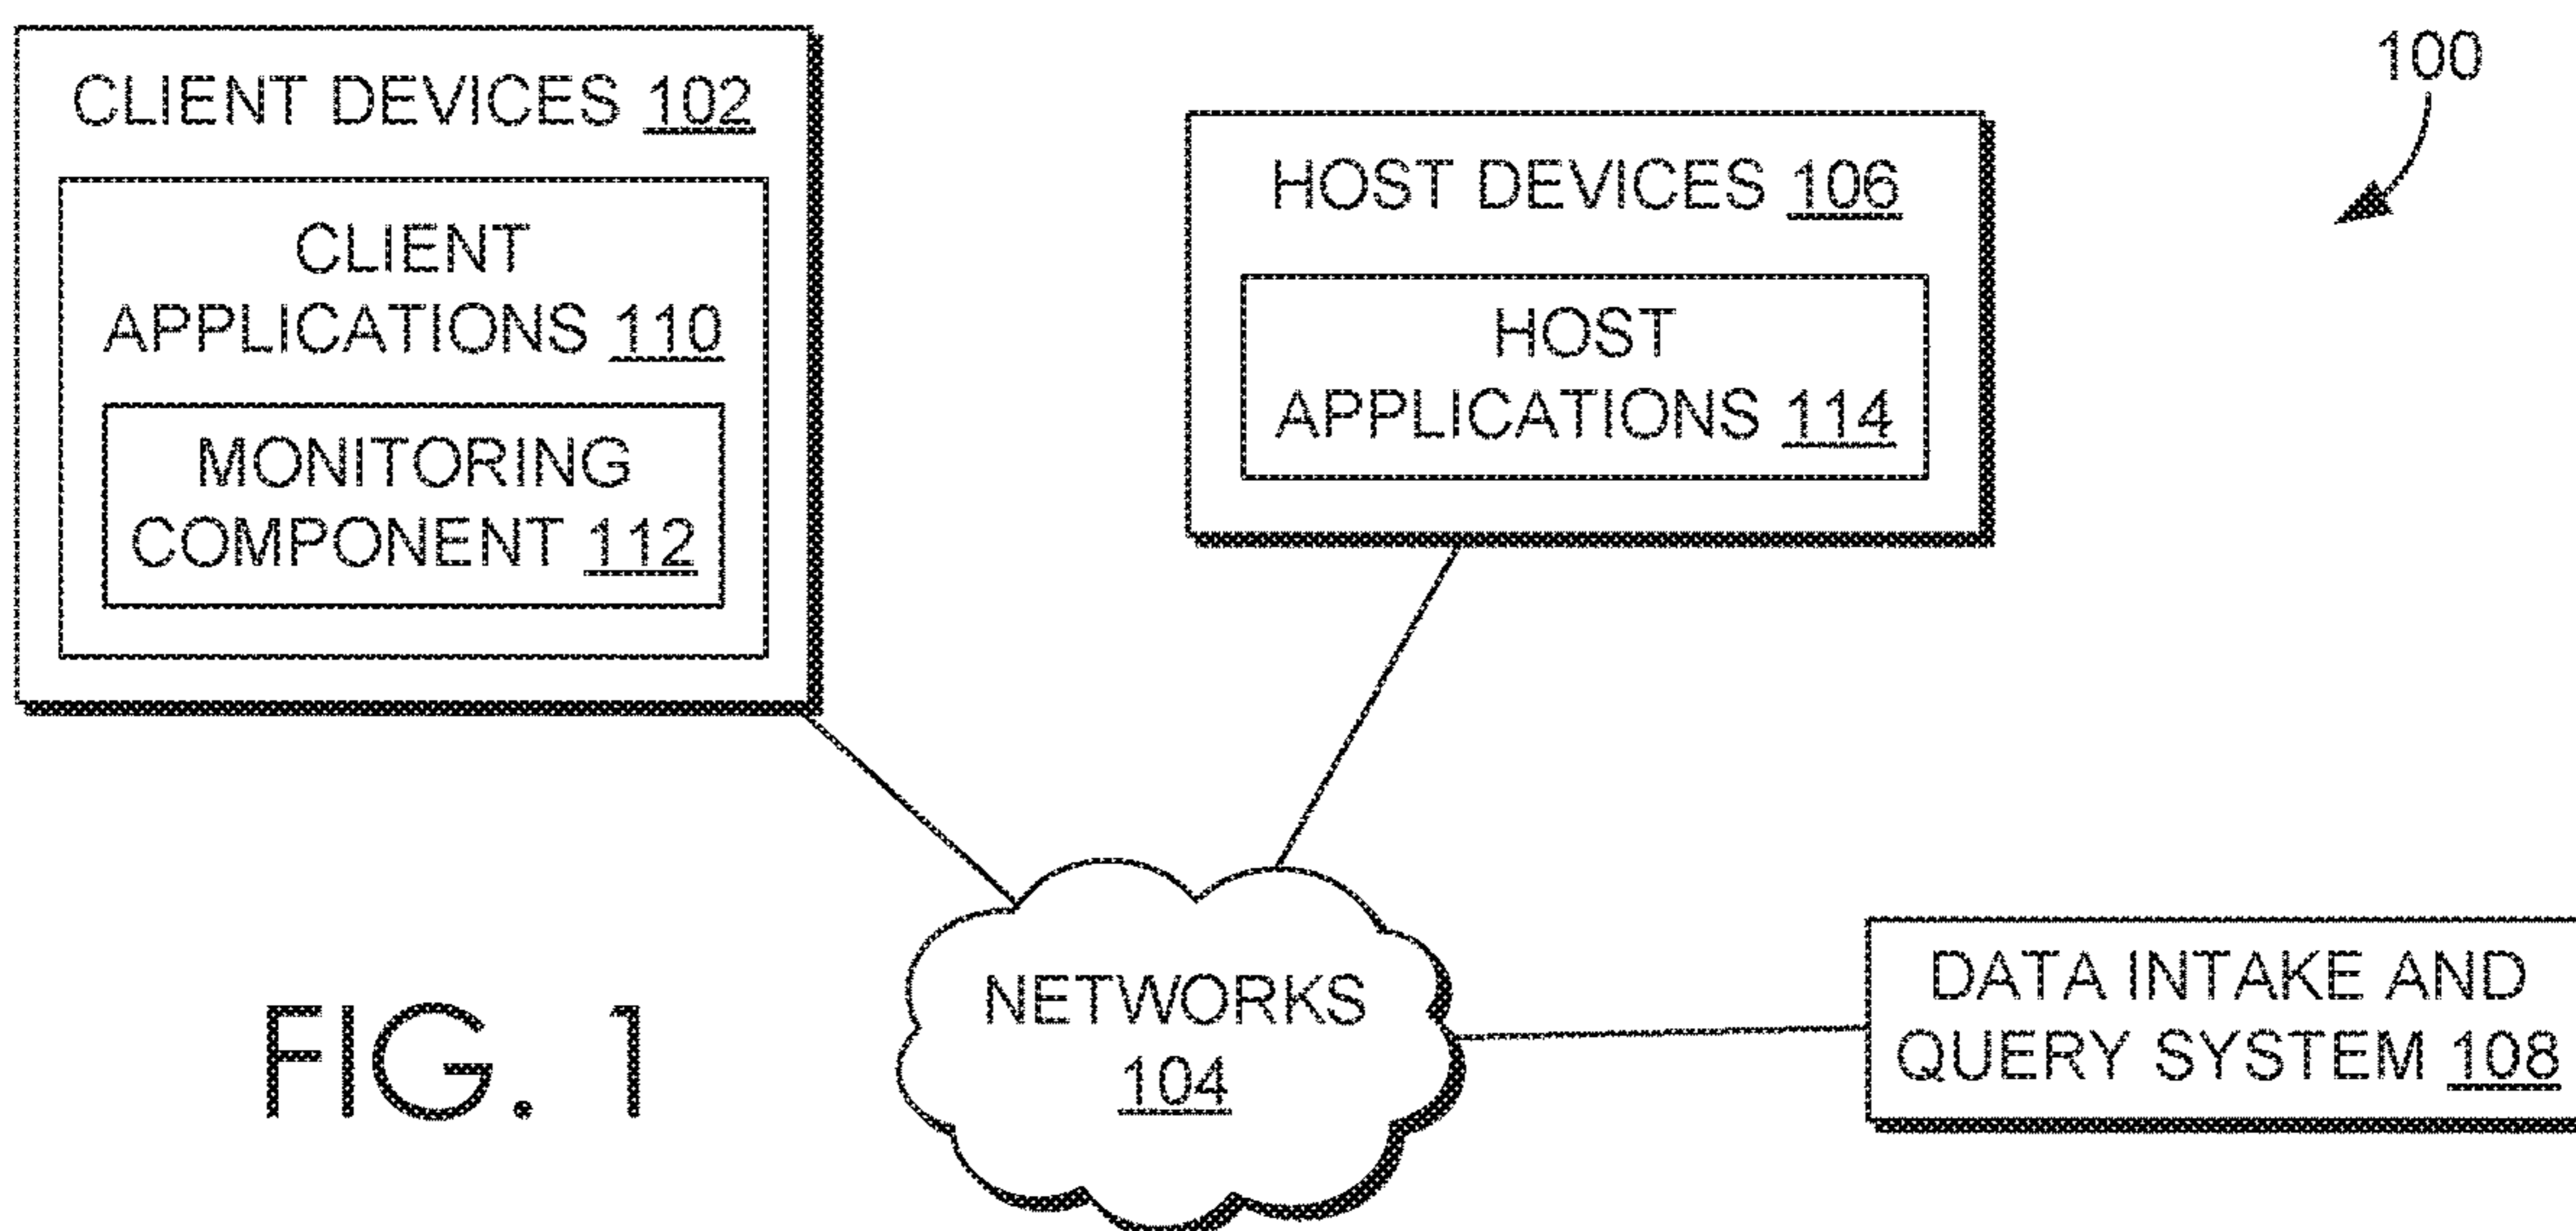 100
CLIENT DEVICES 102
CLIENT
APPLICATIONS 110
MONITORING
COMPONENT 112
HOST DEVICES 106
HOST
APPLICATIONS 114
NETWORKS
104
DATA INTAKE AND
QUERY SYSTEM 108
FIG. 1